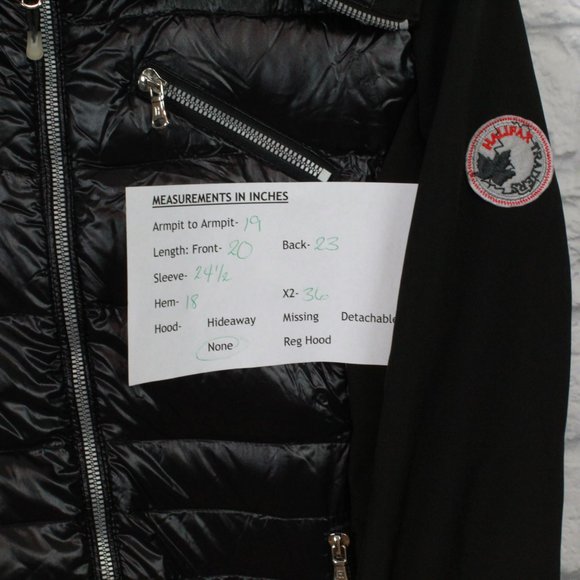 HALIFAX
TRADERS
MEASUREMENTS IN INCHES
Armpit to Armpit- 19
Length: Front- 20 Back- 23
Sleeve- 24 1/2
Hem- 18 X2- 36
Hood- Hideaway Missing Detachable
None Reg Hood